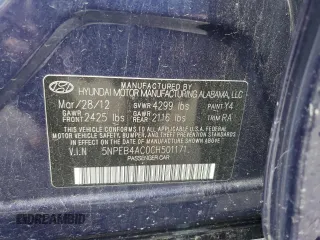 MANUFACTURED BY
HYUNDAI MOTOR MANUFACTURING ALABAMA, LLC
Mar/28/12 GVWR 4299 lbs PAINT Y4
GAWR FRONT 2425 lbs GAWR REAR 2116 lbs TRIM RA
THIS VEHICLE CONFORMS TO ALL APPLICABLE FEDERAL MOTOR
VEHICLE SAFETY, BUMPER, AND THEFT PREVENTION STANDARDS
IN EFFECT ON THE DATE OF MANUFACTURE SHOWN ABOVE.
V.I.N 5NPEB4AC0CH501171
PASSENGER CAR